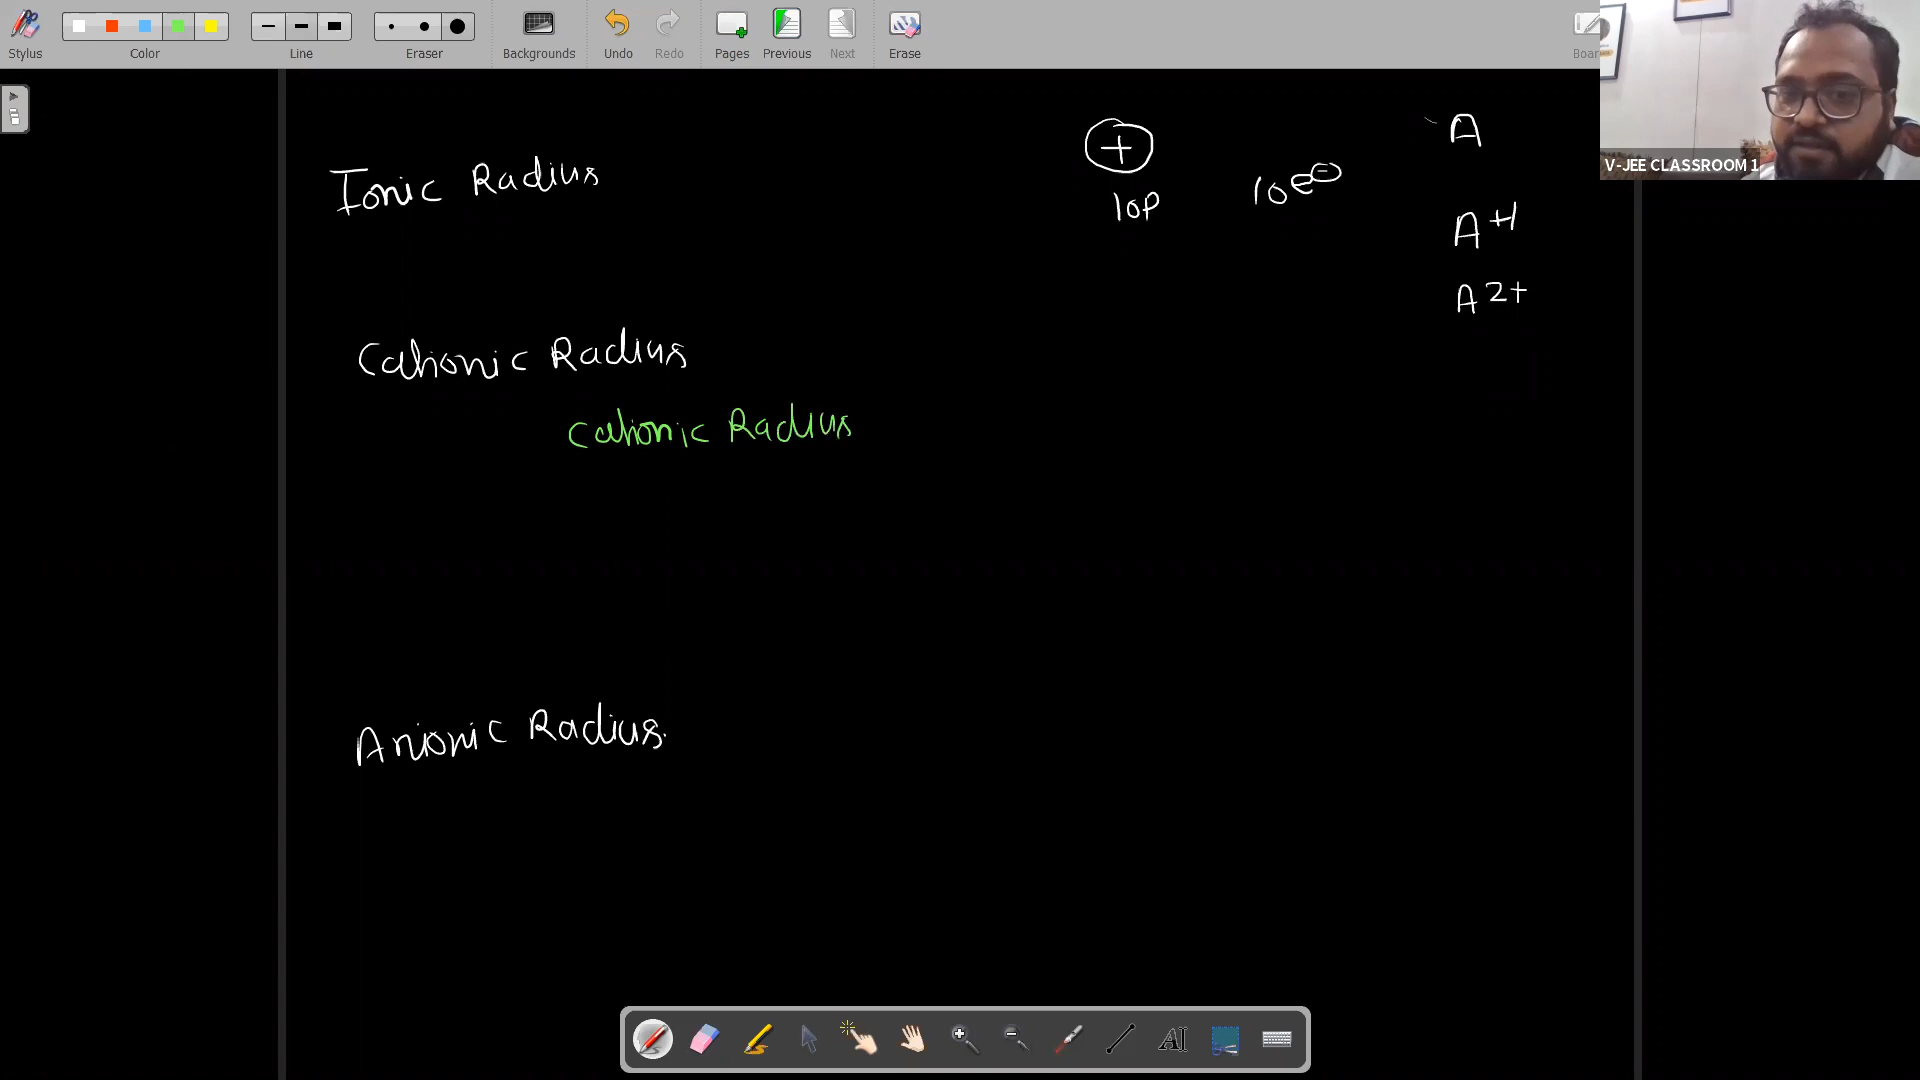 Stylus Color Line Eraser Backgrounds Undo Redo Pages Previous Next Erase Boar
V-JEE CLASSROOM 1
Ionic Radius
+
10p
10e⊖
A
A+1
A2+
Cationic Radius
Cationic Radius
Anionic Radius.